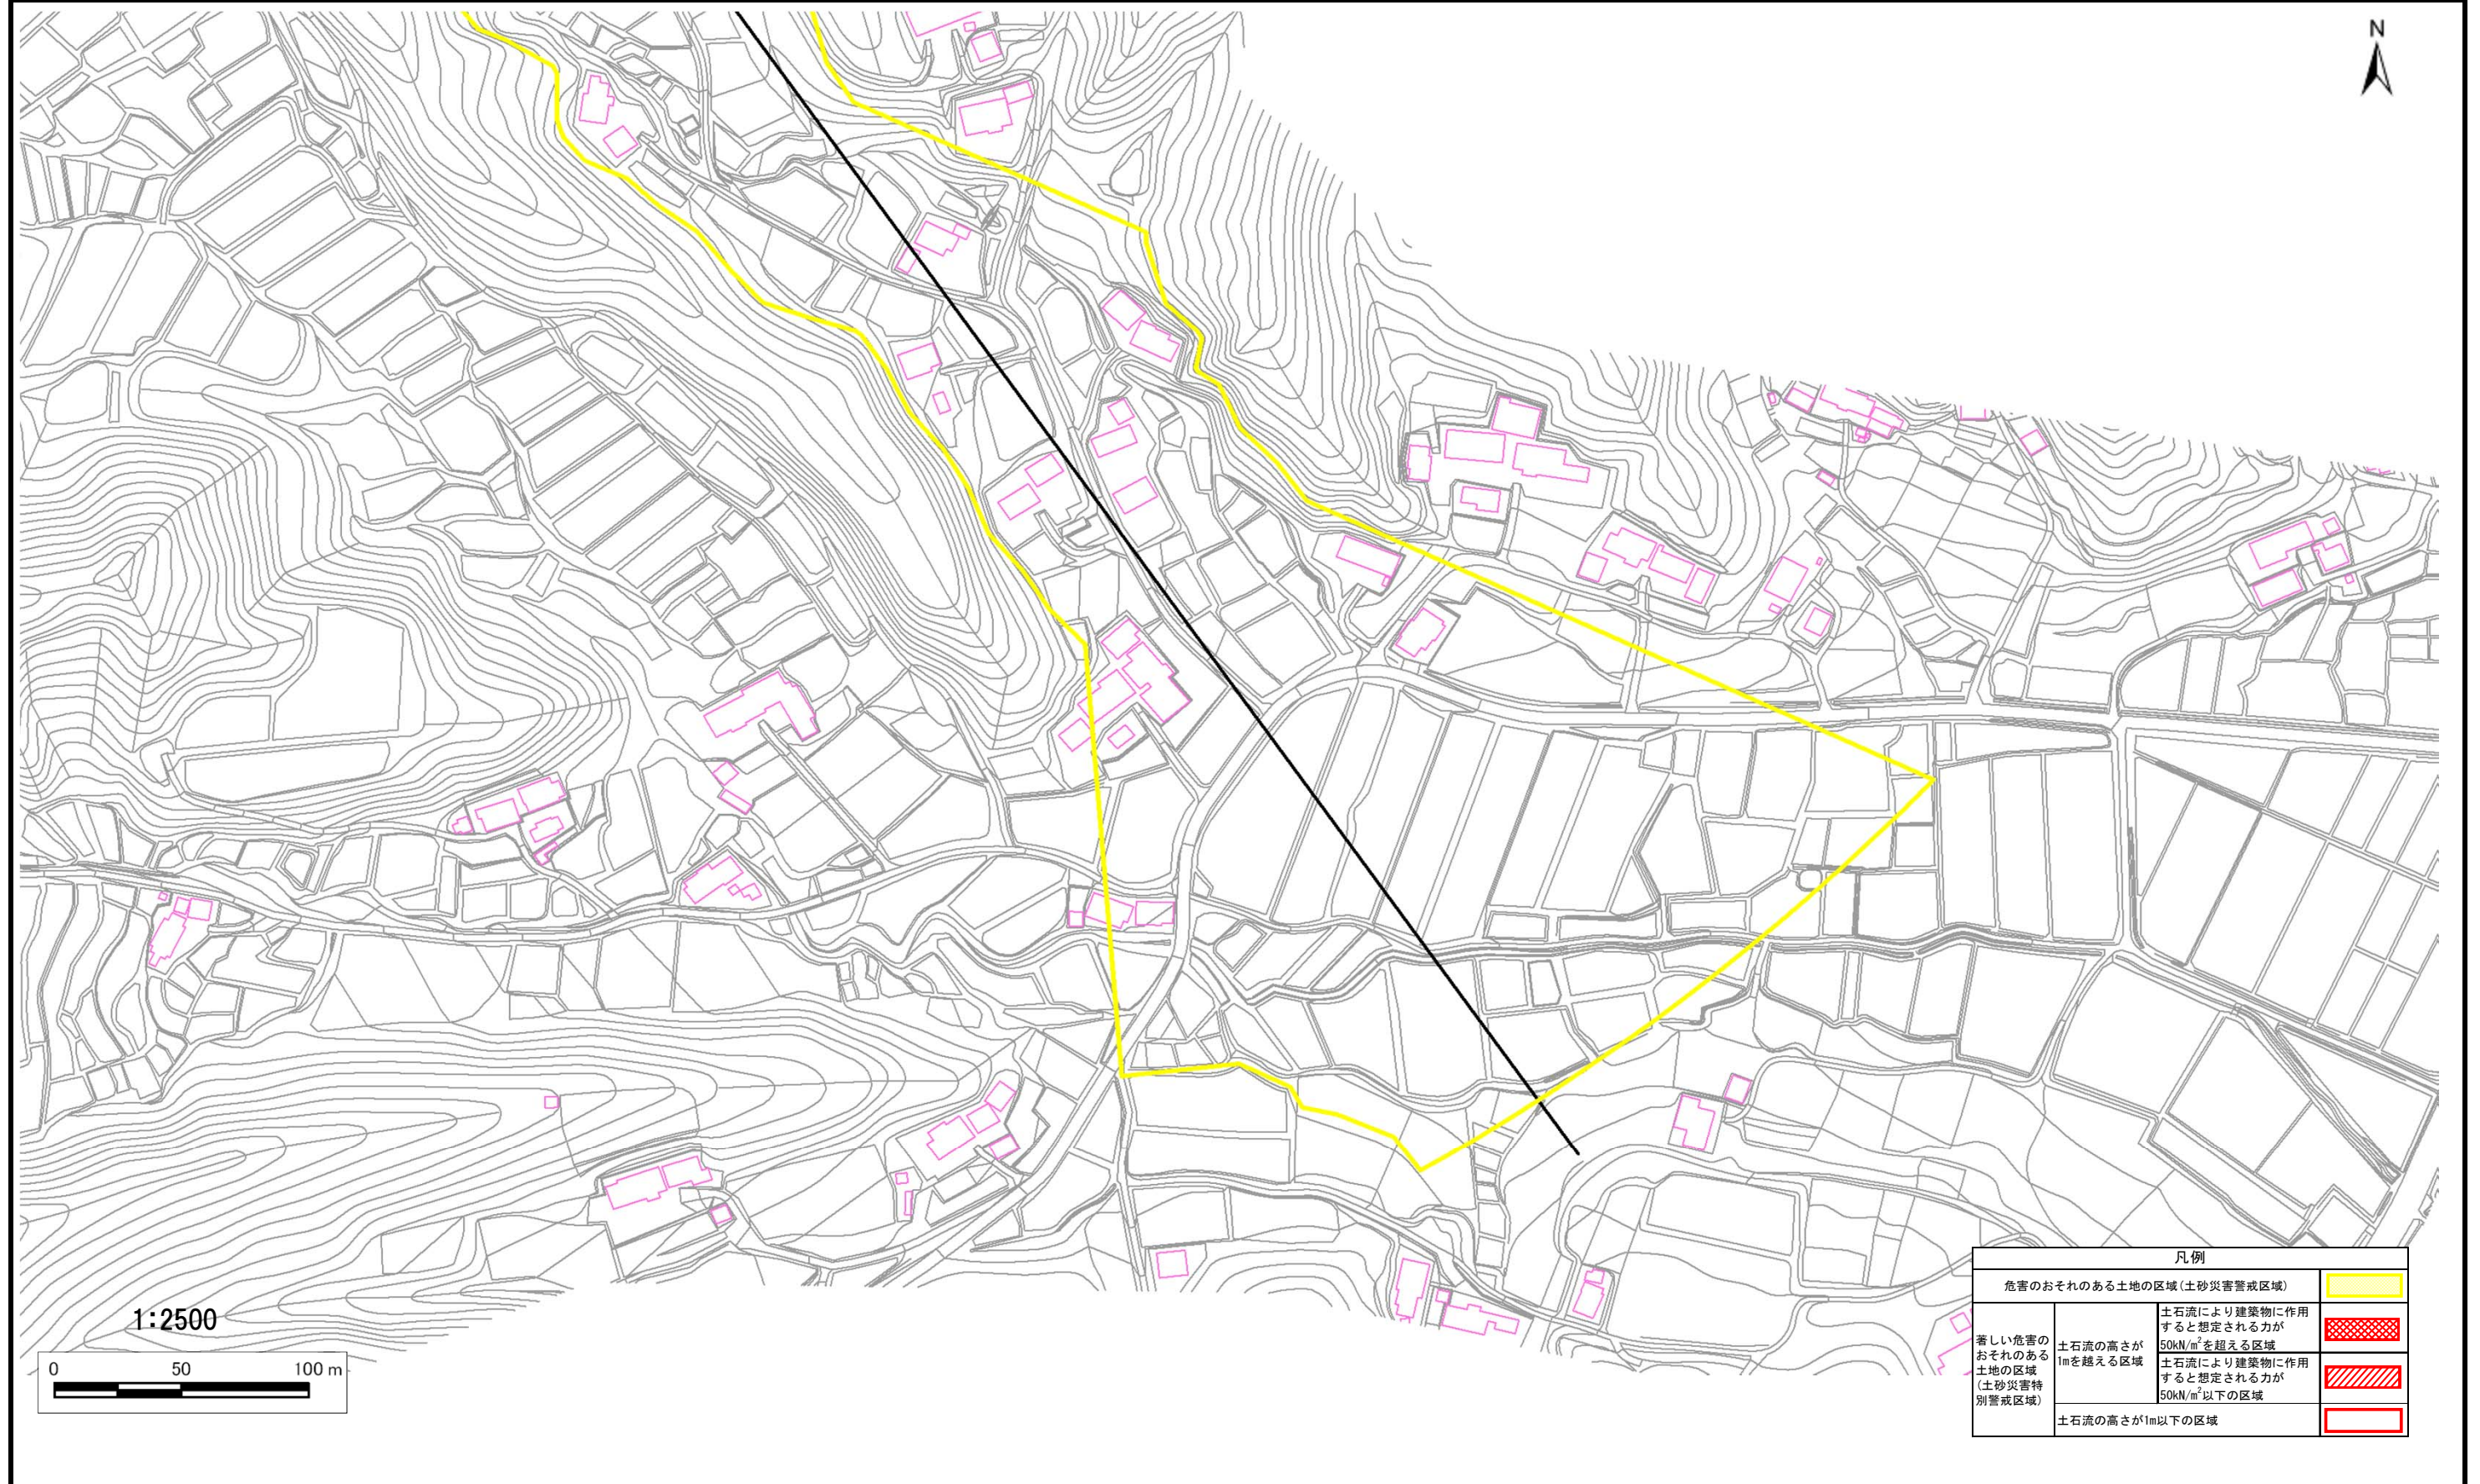 N
1:2500
0 50 100 m
凡例
危害のおそれのある土地の区域(土砂災害警戒区域)
著しい危害の
おそれのある
土地の区域
(土砂災害特
別警戒区域)
土石流の高さが
1mを越える区域
土石流により建築物に作用
すると想定される力が
50kN/m²を超える区域
土石流により建築物に作用
すると想定される力が
50kN/m²以下の区域
土石流の高さが1m以下の区域